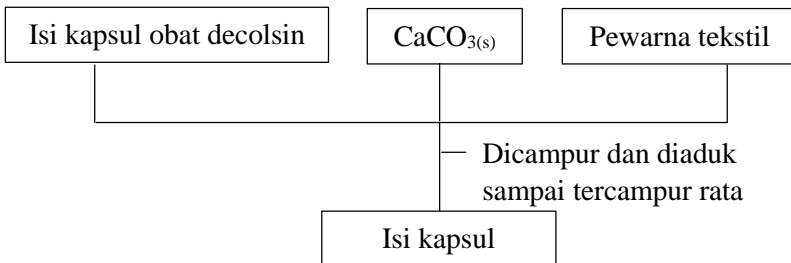 Isi kapsul obat decolsin
CaCO₃₍ₛ₎
Pewarna tekstil
Dicampur dan diaduk
sampai tercampur rata
Isi kapsul